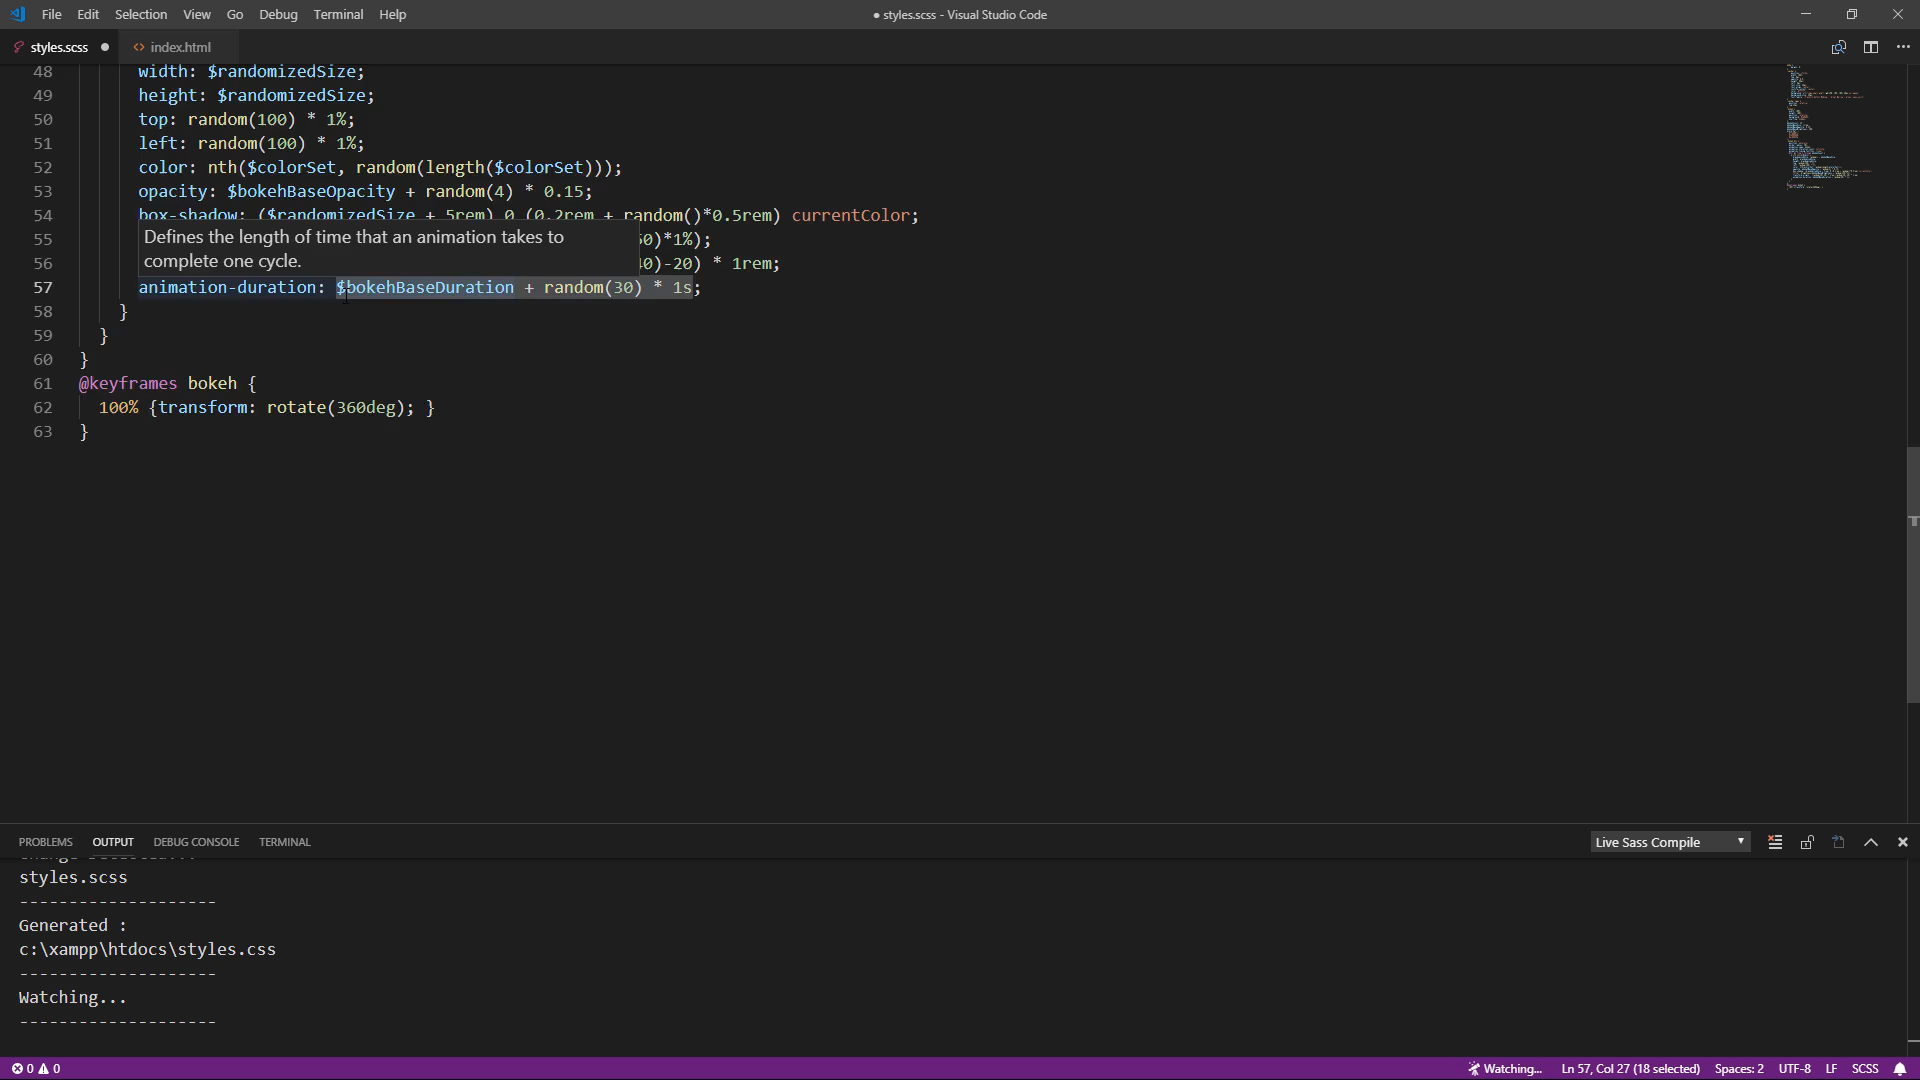 File Edit Selection View Go Debug Terminal Help
● styles.scss - Visual Studio Code
styles.scss ●
<> index.html
48 width: $randomizedSize;
49 height: $randomizedSize;
50 top: random(100) * 1%;
51 left: random(100) * 1%;
52 color: nth($colorSet, random(length($colorSet)));
53 opacity: $bokehBaseOpacity + random(4) * 0.15;
54 box-shadow: ($randomizedSize + 5rem) 0 (0.2rem + random()*0.5rem) currentColor;
Defines the length of time that an animation takes to
complete one cycle.
55 50)*1%);
56 40)-20) * 1rem;
57 animation-duration: $bokehBaseDuration + random(30) * 1s;
58 }
59 }
60 }
61 @keyframes bokeh {
62 100% {transform: rotate(360deg); }
63 }
PROBLEMS OUTPUT DEBUG CONSOLE TERMINAL
Live Sass Compile
styles.scss
--------------------
Generated :
c:\xampp\htdocs\styles.css
--------------------
Watching...
--------------------
0 0
Watching... Ln 57, Col 27 (18 selected) Spaces: 2 UTF-8 LF SCSS